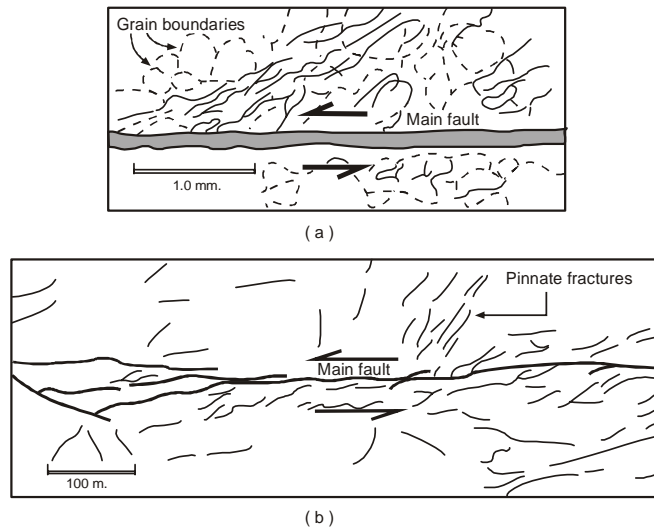 Grain boundaries
Main fault
1.0 mm.
( a )
Pinnate fractures
Main fault
100 m.
( b )